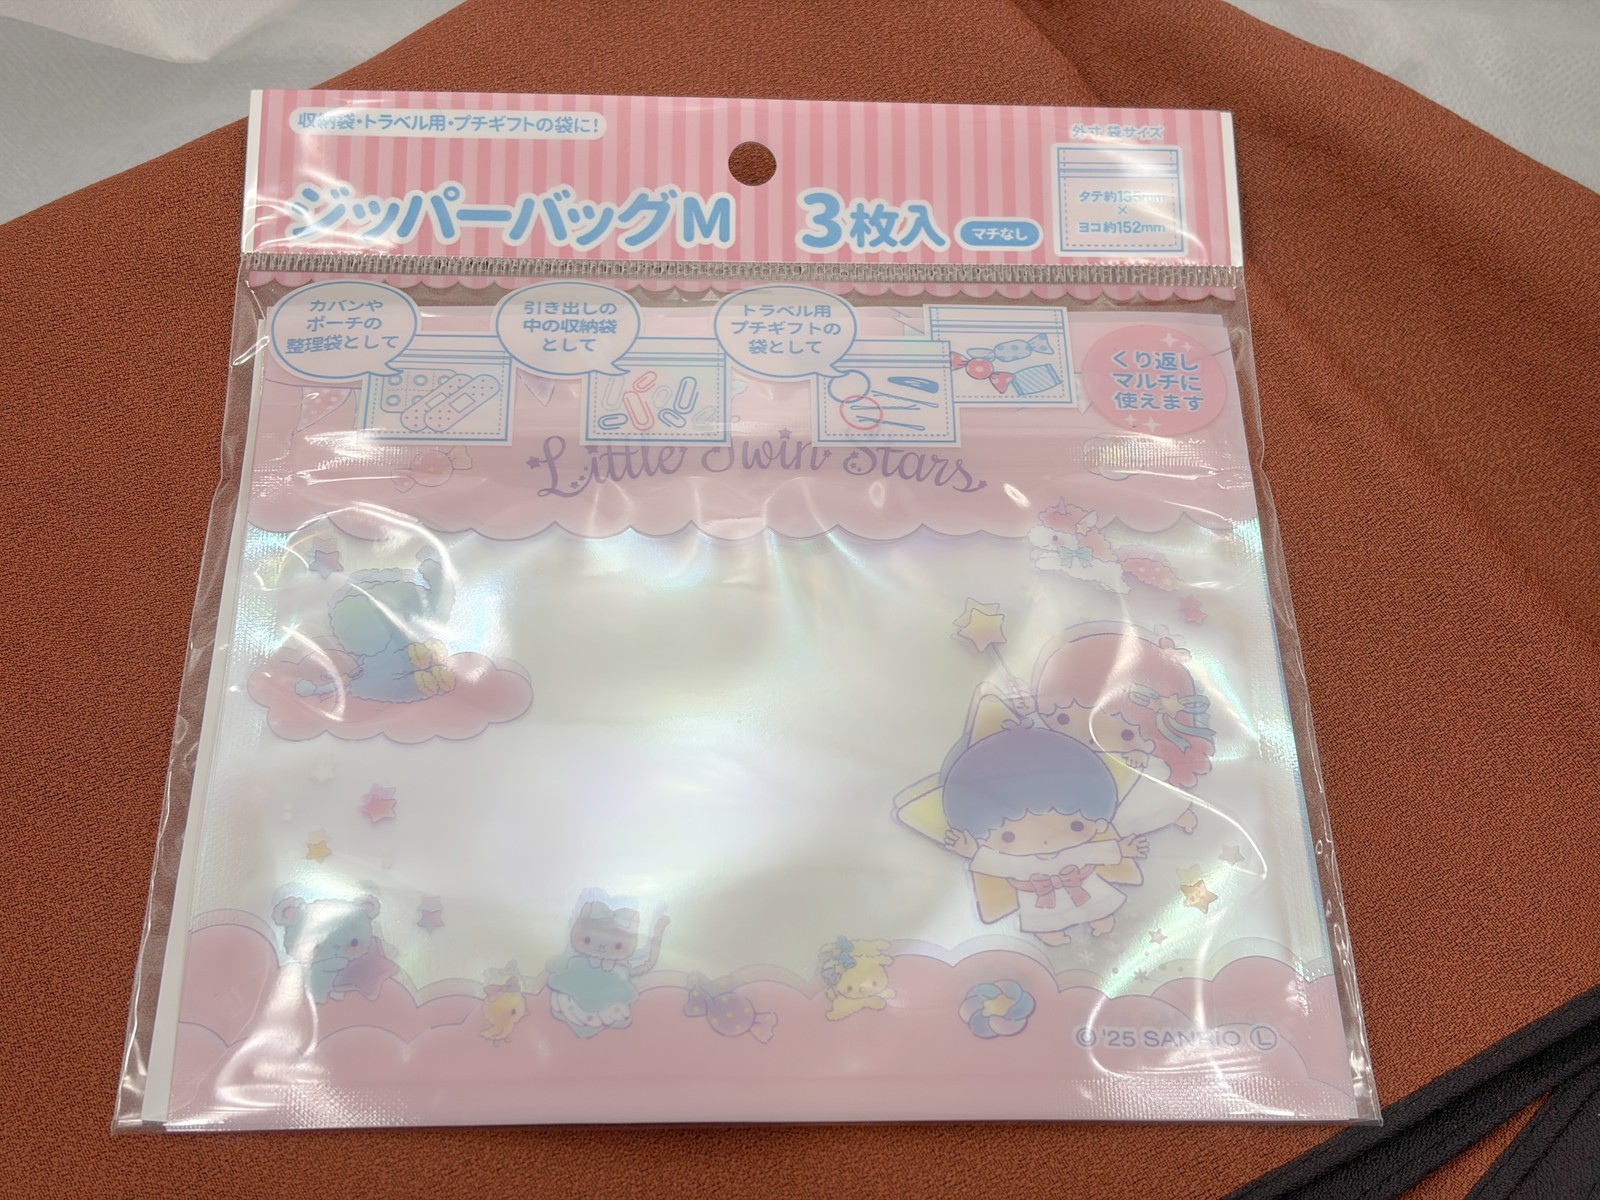 収納袋・トラベル用・プチギフトの袋に!
ジッパーバッグM 3枚入 マチなし
外寸 袋サイズ
タテ約135mm
×
ヨコ約152mm
カバンや
ポーチの
整理袋として
引き出しの
中の収納袋
として
トラベル用
プチギフトの
袋として
くり返し
マルチに
使えます
Little Twin Stars
© '25 SANRIO Ⓛ